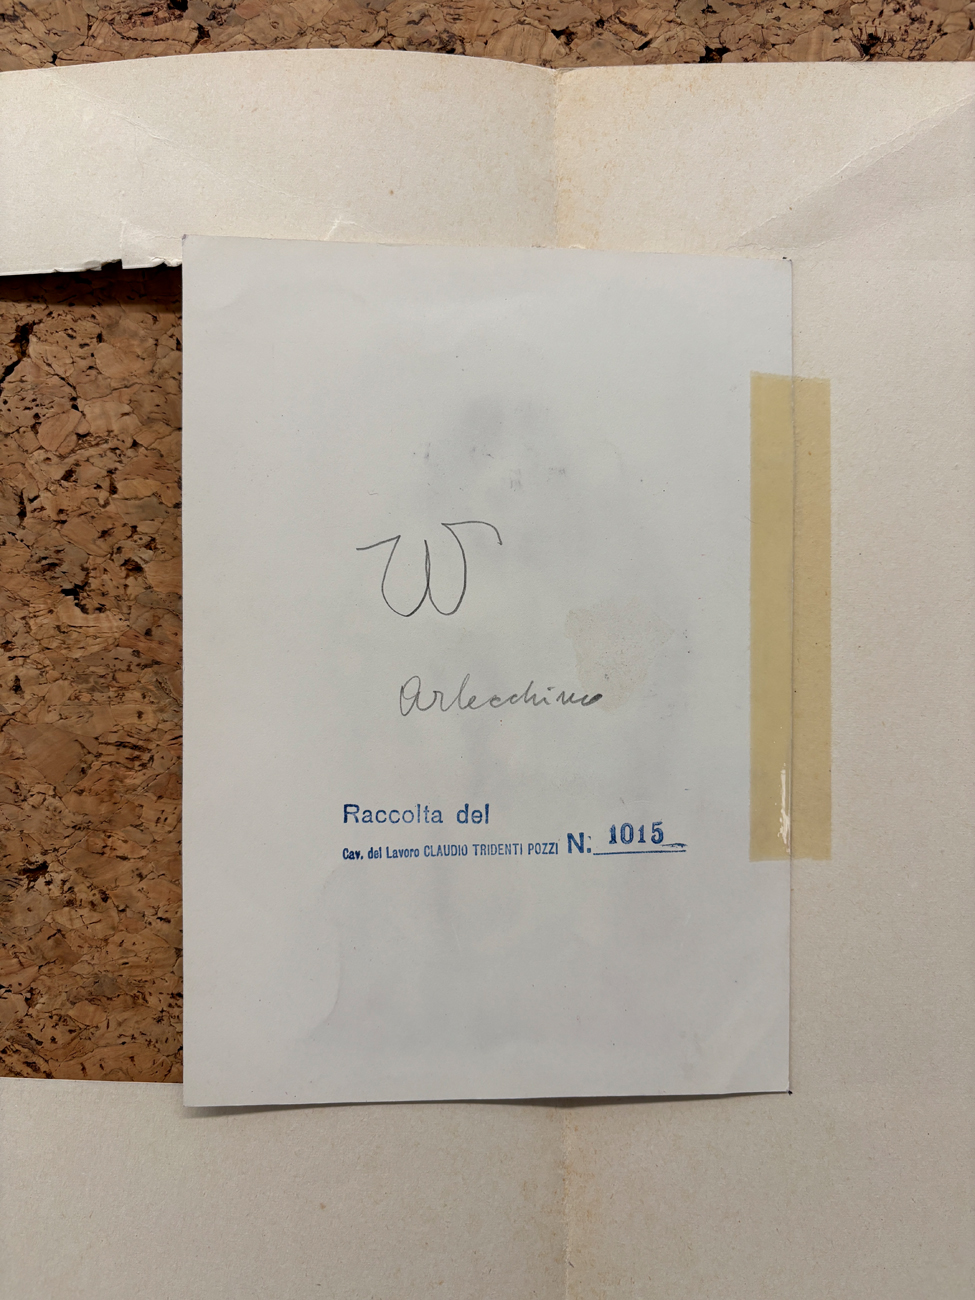 W
Arlecchino
Raccolta del
Cav. del Lavoro CLAUDIO TRIDENTI POZZI N. 1015